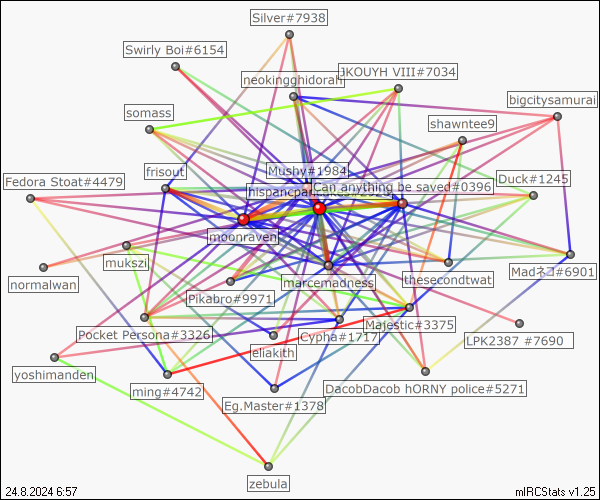 Silver#7938
Swirly Boi#6154
JKOUYH VIII#7034
neokingghidorah
bigcitysamurai
somass
shawntee9
Mushy#1984
frisout
Duck#1245
Fedora Stoat#4479
Can anything be saved#0396
moonraven
mukszi
marcemadness
thesecondtwat
Madネコ#6901
normalwan
Pikabro#9971
Majestic#3375
Pocket Persona#3326
Cypha#1717
LPK2387 #7690
eliakith
yoshimanden
ming#4742
DacobDacob hORNY police#5271
Eg.Master#1378
zebula
24.8.2024 6:57
mIRCStats v1.25